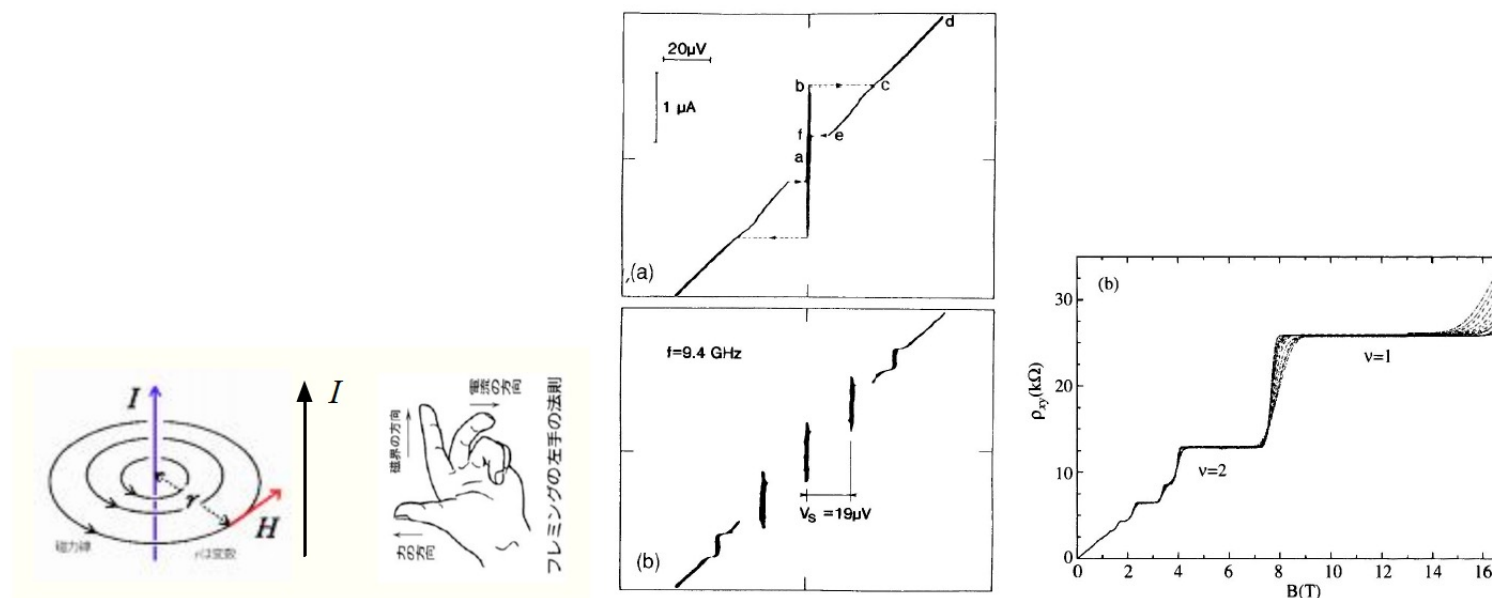 I
γ
H
磁力線
rは変数
I
磁界の方向
電流の方向
力の方向
フレミングの左手の法則
20μV
1 μA
b
c
d
f
e
a
(a)
f=9.4 GHz
V_S =19μV
(b)
(b)
ρxy(kΩ)
30
20
10
0
ν=1
ν=2
0
2
4
6
8
10
12
14
16
B(T)